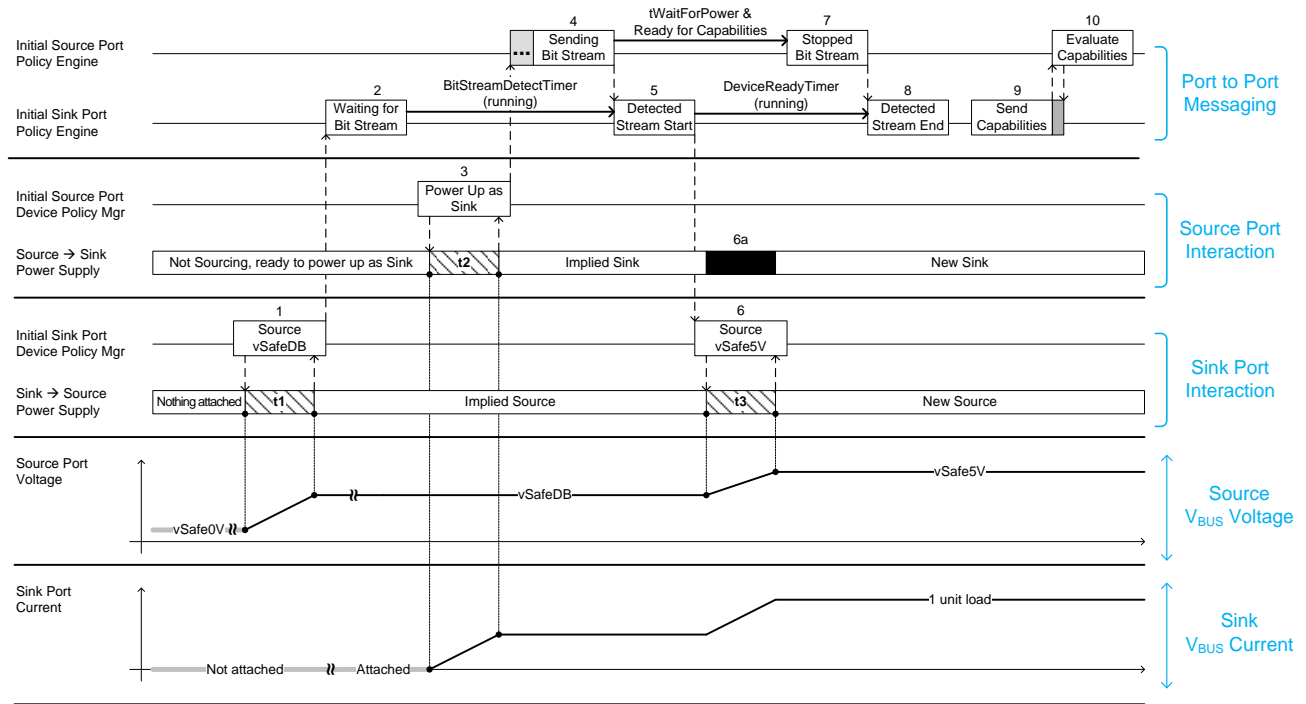 4
tWaitForPower &
Ready for Capabilities
7
10
Initial Source Port
Policy Engine
...
Sending
Bit Stream
Stopped
Bit Stream
Evaluate
Capabilities
Port to Port
Messaging
2
BitStreamDetectTimer
(running)
5
DeviceReadyTimer
(running)
8
9
Initial Sink Port
Policy Engine
Waiting for
Bit Stream
Detected
Stream Start
Detected
Stream End
Send
Capabilities
3
Initial Source Port
Device Policy Mgr
Power Up as
Sink
Source Port
Interaction
6a
Source → Sink
Power Supply
Not Sourcing, ready to power up as Sink
t2
Implied Sink
New Sink
1
6
Initial Sink Port
Device Policy Mgr
Source
vSafeDB
Source
vSafe5V
Sink Port
Interaction
Sink → Source
Power Supply
Nothing attached
t1
Implied Source
t3
New Source
Source Port
Voltage
vSafe0V
vSafeDB
vSafe5V
Source
VBUS Voltage
Sink Port
Current
Not attached
Attached
1 unit load
Sink
VBUS Current